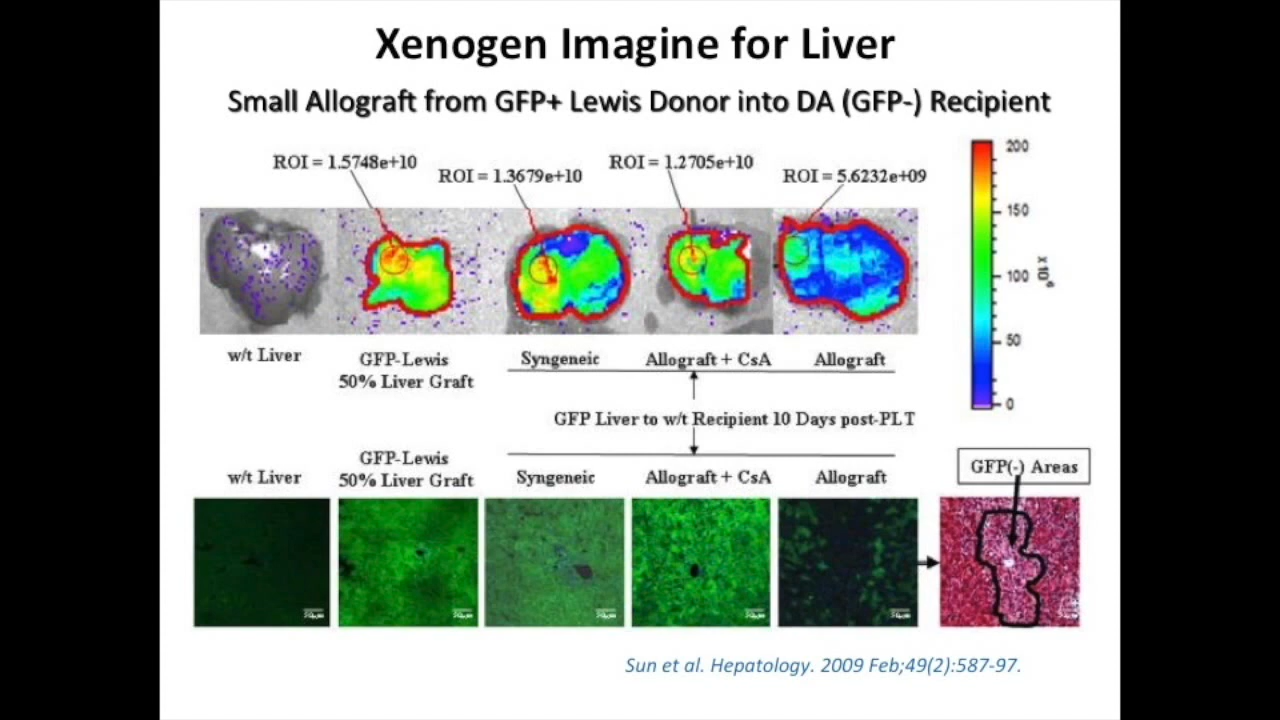 Xenogen Imagine for Liver
Small Allograft from GFP+ Lewis Donor into DA (GFP-) Recipient
ROI = 1.5748e+10
ROI = 1.3679e+10
ROI = 1.2705e+10
ROI = 5.6232e+09
200
150
100
50
0
x10⁶
w/t Liver
GFP-Lewis
50% Liver Graft
Syngeneic
Allograft + CsA
Allograft
GFP Liver to w/t Recipient 10 Days post-PLT
w/t Liver
GFP-Lewis
50% Liver Graft
Syngeneic
Allograft + CsA
Allograft
GFP(-) Areas
Sun et al. Hepatology. 2009 Feb;49(2):587-97.